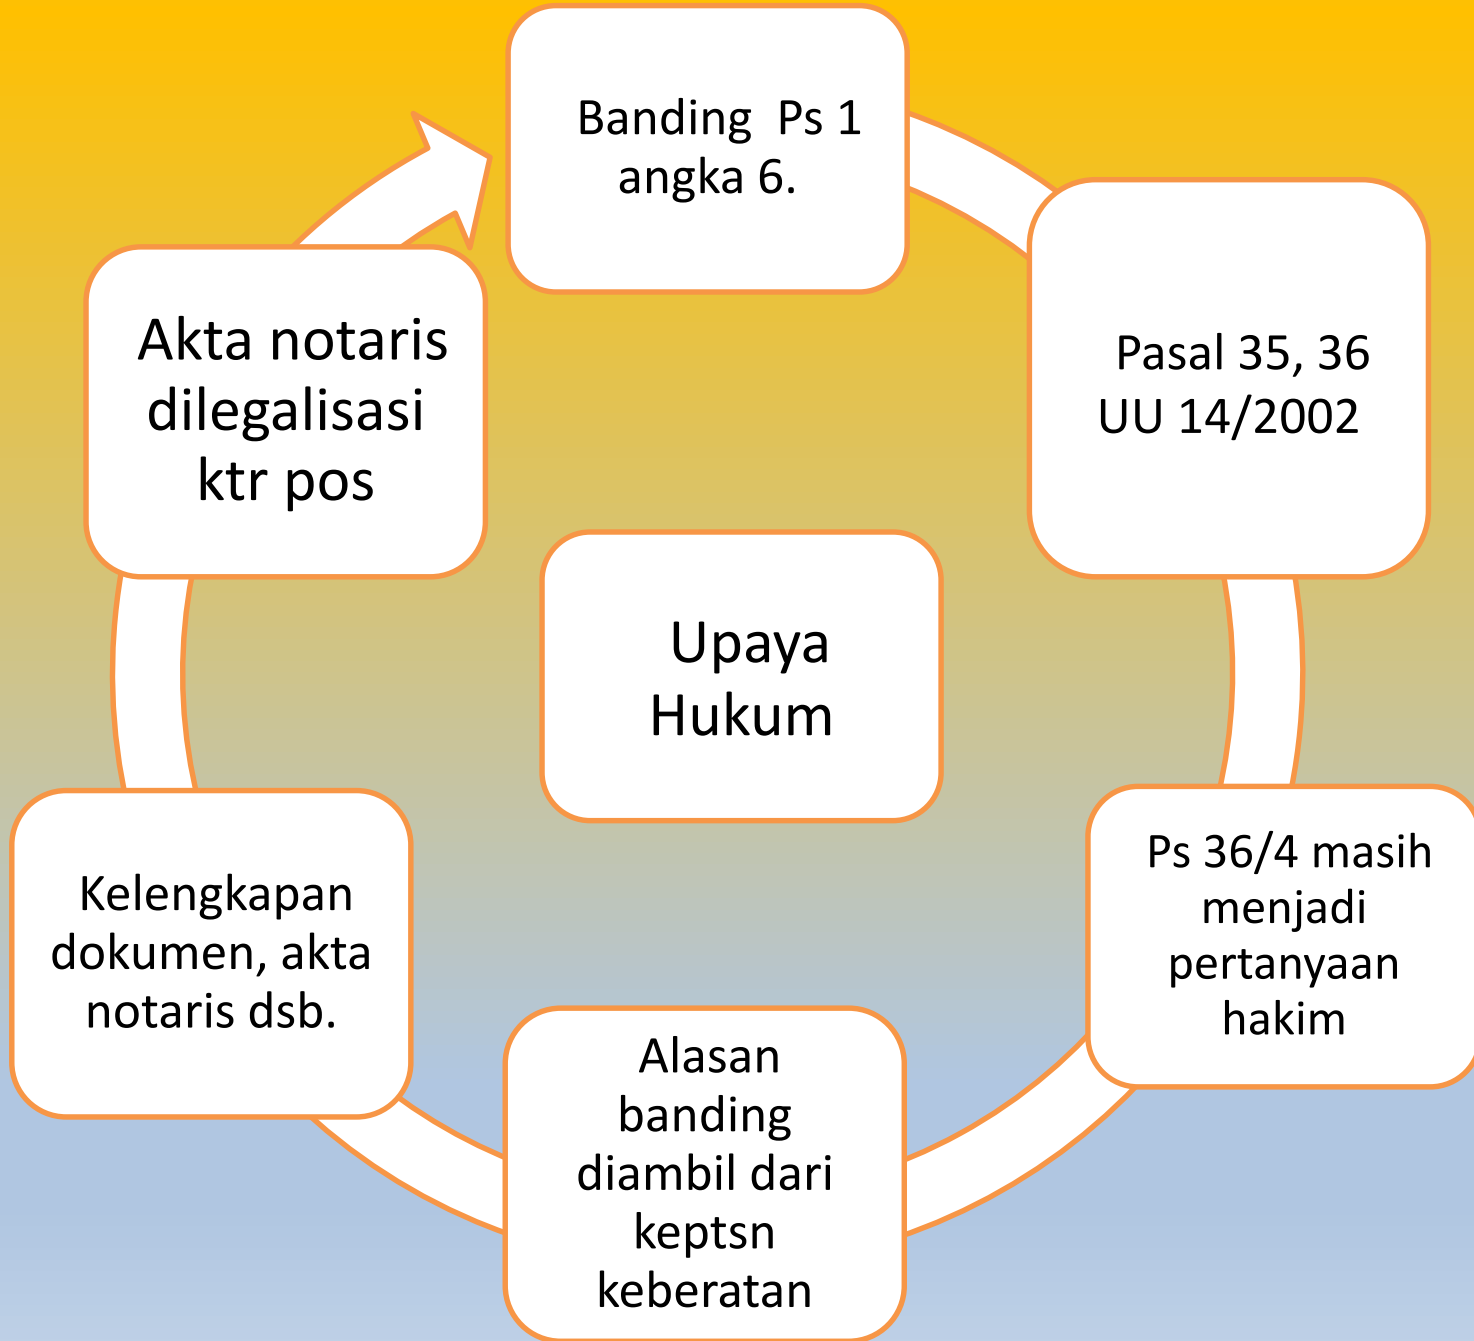 Banding Ps 1
angka 6.
Pasal 35, 36
UU 14/2002
Ps 36/4 masih
menjadi
pertanyaan
hakim
Alasan
banding
diambil dari
keptsn
keberatan
Kelengkapan
dokumen, akta
notaris dsb.
Akta notaris
dilegalisasi
ktr pos
Upaya
Hukum